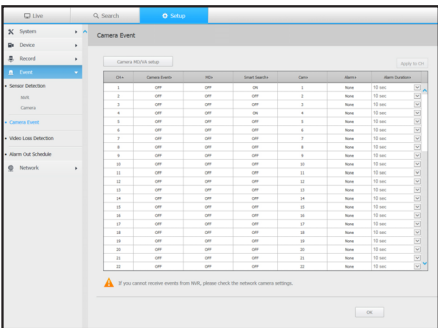 Live
Search
Setup
System
Device
Record
Event
Sensor Detection
NVR
Camera
Camera Event
Video Loss Detection
Alarm Out Schedule
Network
Camera Event
Camera MD/VA setup
Apply to CH
CH Camera Events MD Smart Search Cam Alarm Alarm Duration
1 OFF OFF ON 1 None 10 sec
2 OFF OFF OFF 2 None 10 sec
3 OFF OFF OFF 3 None 10 sec
4 OFF OFF ON 4 None 10 sec
5 OFF OFF OFF 5 None 10 sec
6 OFF OFF OFF 6 None 10 sec
7 OFF OFF OFF 7 None 10 sec
8 OFF OFF OFF 8 None 10 sec
9 OFF OFF OFF 9 None 10 sec
10 OFF OFF OFF 10 None 10 sec
11 OFF OFF OFF 11 None 10 sec
12 OFF OFF OFF 12 None 10 sec
13 OFF OFF OFF 13 None 10 sec
14 OFF OFF OFF 14 None 10 sec
15 OFF OFF OFF 15 None 10 sec
16 OFF OFF OFF 16 None 10 sec
17 OFF OFF OFF 17 None 10 sec
18 OFF OFF OFF 18 None 10 sec
19 OFF OFF OFF 19 None 10 sec
20 OFF OFF OFF 20 None 10 sec
21 OFF OFF OFF 21 None 10 sec
22 OFF OFF OFF 22 None 10 sec
If you cannot receive events from NVR, please check the network camera settings.
OK